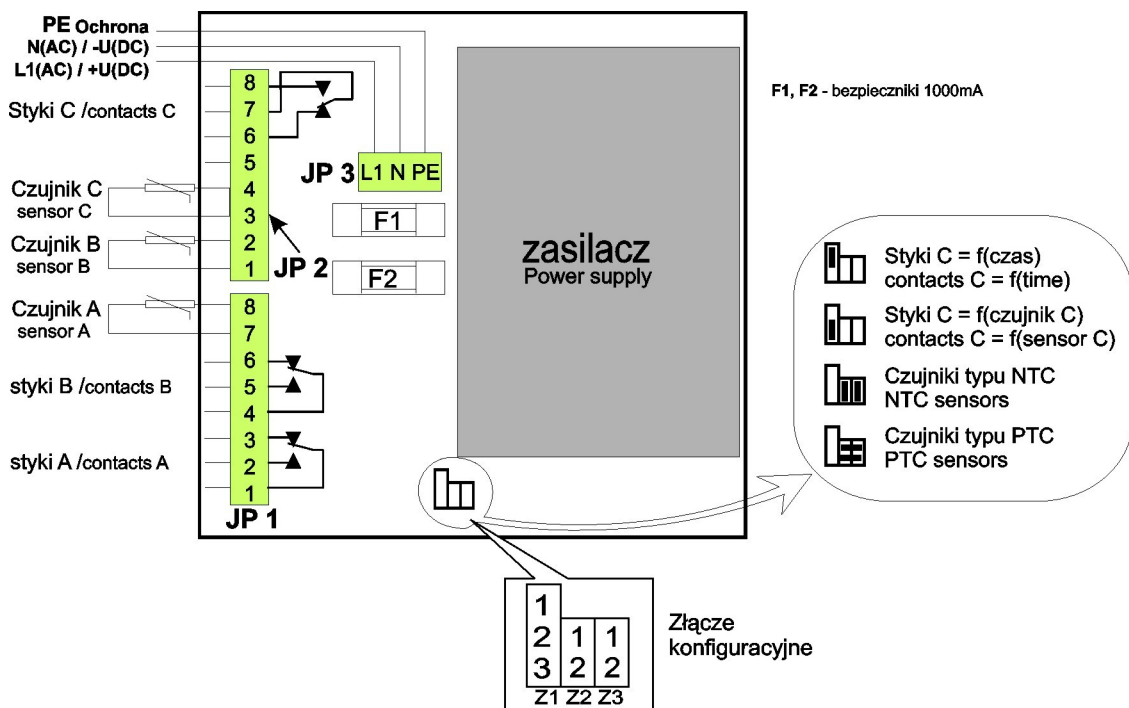 PE Ochrona
N(AC) / -U(DC)
L1(AC) / +U(DC)
Styki C /contacts C
Czujnik C
sensor C
Czujnik B
sensor B
Czujnik A
sensor A
styki B /contacts B
styki A /contacts A
8
7
6
5
4
3
2
1
JP 2
8
7
6
5
4
3
2
1
JP 1
JP 3
L1 N PE
F1
F2
zasilacz
Power supply
F1, F2 - bezpieczniki 1000mA
Styki C = f(czas)
contacts C = f(time)
Styki C = f(czujnik C)
contacts C = f(sensor C)
Czujniki typu NTC
NTC sensors
Czujniki typu PTC
PTC sensors
1
2 1 1
3 2 2
Z1 Z2 Z3
Złącze
konfiguracyjne